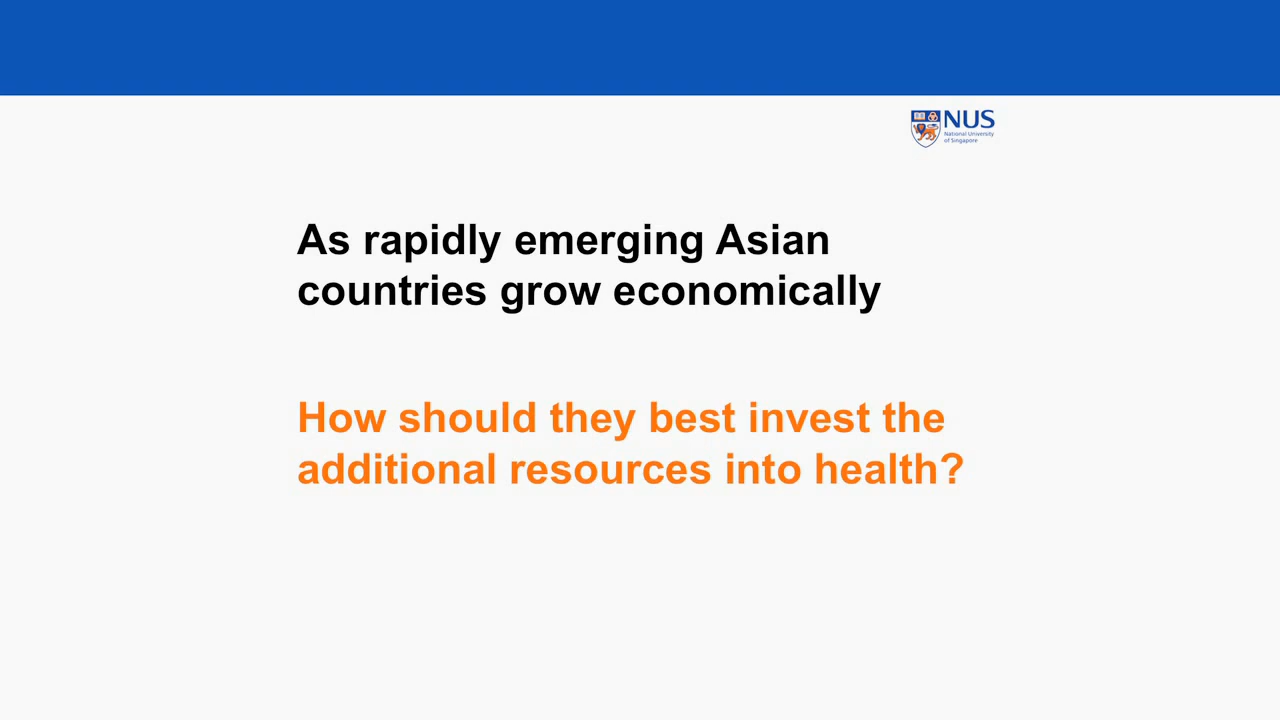 NUS
National University
of Singapore
As rapidly emerging Asian
countries grow economically
How should they best invest the
additional resources into health?